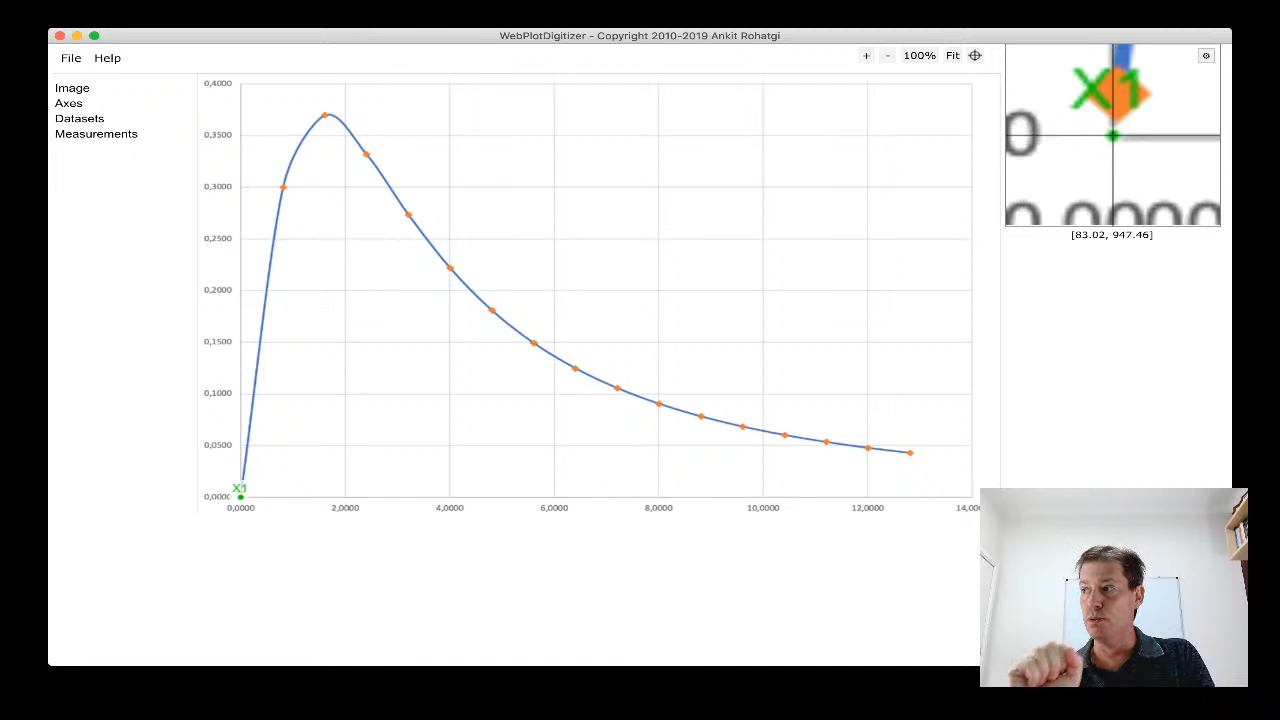 WebPlotDigitizer - Copyright 2010-2019 Ankit Rohatgi
File Help
+ - 100% Fit
Image
Axes
Datasets
Measurements
0,4000
0,3500
0,3000
0,2500
0,2000
0,1500
0,1000
0,0500
0,0000
X1
0,0000 2,0000 4,0000 6,0000 8,0000 10,0000 12,0000
X1
[83.02, 947.46]